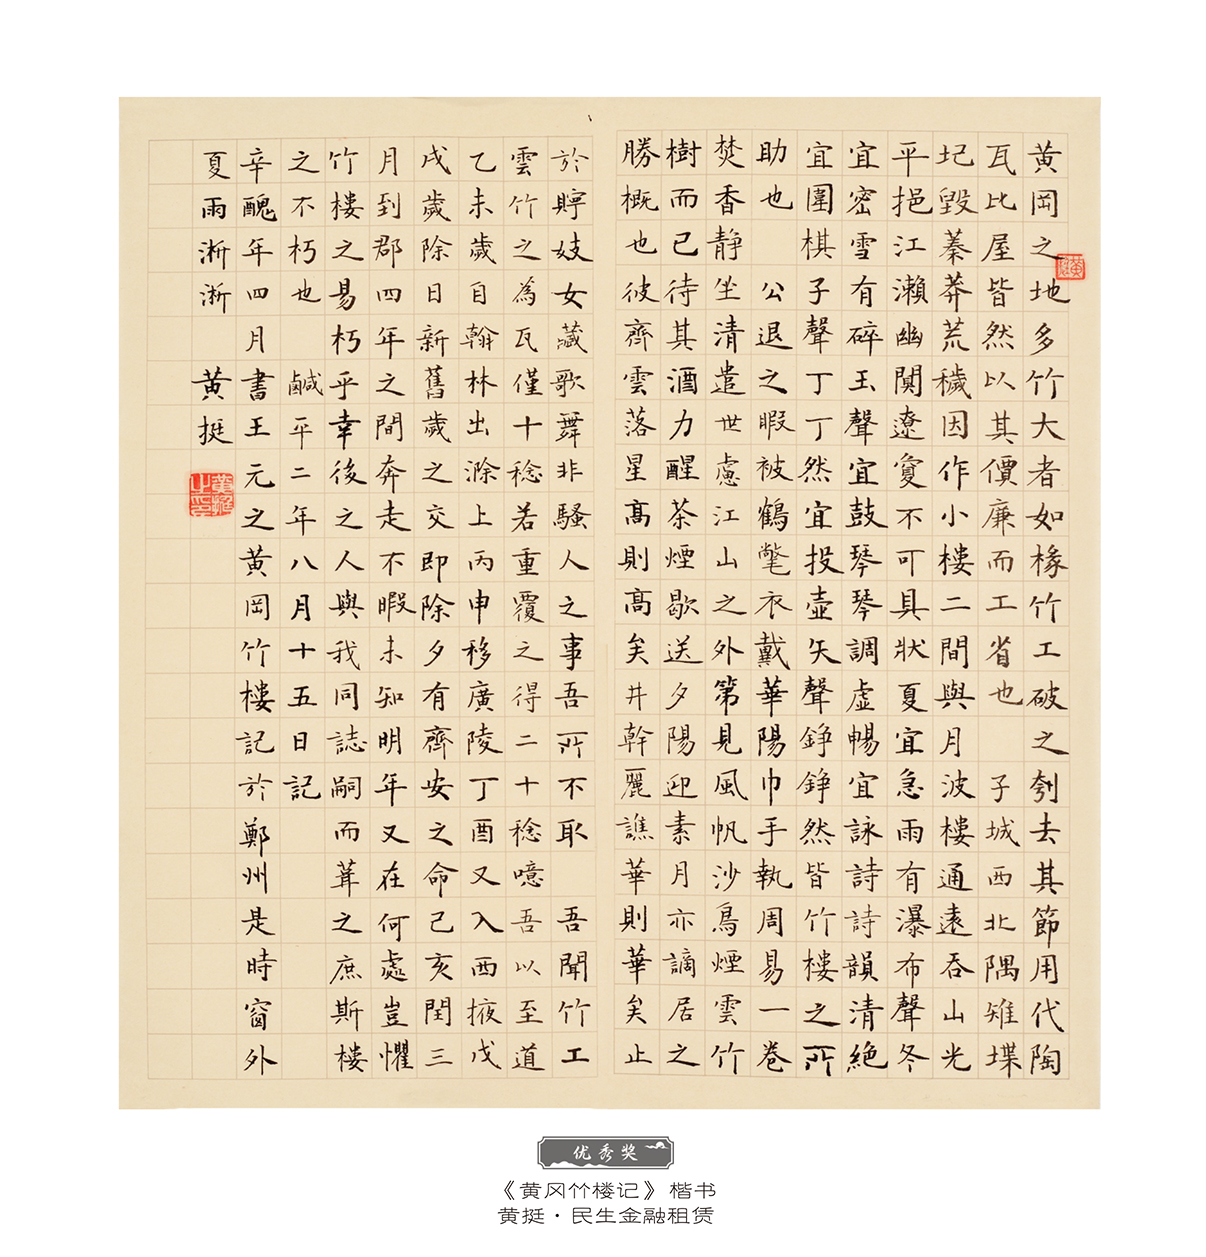 黄岡之地多竹大者如椽竹工破之刳去其節用代陶
瓦比屋皆然以其價廉而工省也 子城西北隅雉堞
圮毀蓁莽荒穢因作小樓二間與月波樓通遠吞山光
平挹江瀨幽闃遼夐不可具狀夏宜急雨有瀑布聲冬
宜密雪有碎玉聲宜鼓琴琴調虛暢宜詠詩詩韻清絕
宜圍棋子聲丁丁然宜投壺矢聲錚錚然皆竹樓之所
助也 公退之暇被鶴氅衣戴華陽巾手執周易一卷
焚香静坐清遣世慮江山之外第見風帆沙鳥煙雲竹
樹而已待其酒力醒茶煙歇送夕陽迎素月亦謫居之
勝概也彼齊雲落星高則高矣井幹麗譙華則華矣止
於貯妓女藏歌舞非騷人之事吾所不取 吾聞竹工
雲竹之為瓦僅十稔若重覆之得二十稔噫吾以至道
乙未歲自翰林出滁上丙申移廣陵丁酉又入西掖戊
戌歲除日新舊歲之交即除夕有齊安之命己亥閏三
月到郡四年之間奔走不暇未知明年又在何處豈懼
竹樓之易朽乎幸後之人與我同誌嗣而葺之庶斯樓
之不朽也 鹹平二年八月十五日記
辛醜年四月書王元之黄岡竹樓記於鄭州是時窗外
夏雨淅淅 黄挺
黄挺之印
优秀奖
《黄冈竹楼记》楷书
黄挺·民生金融租赁